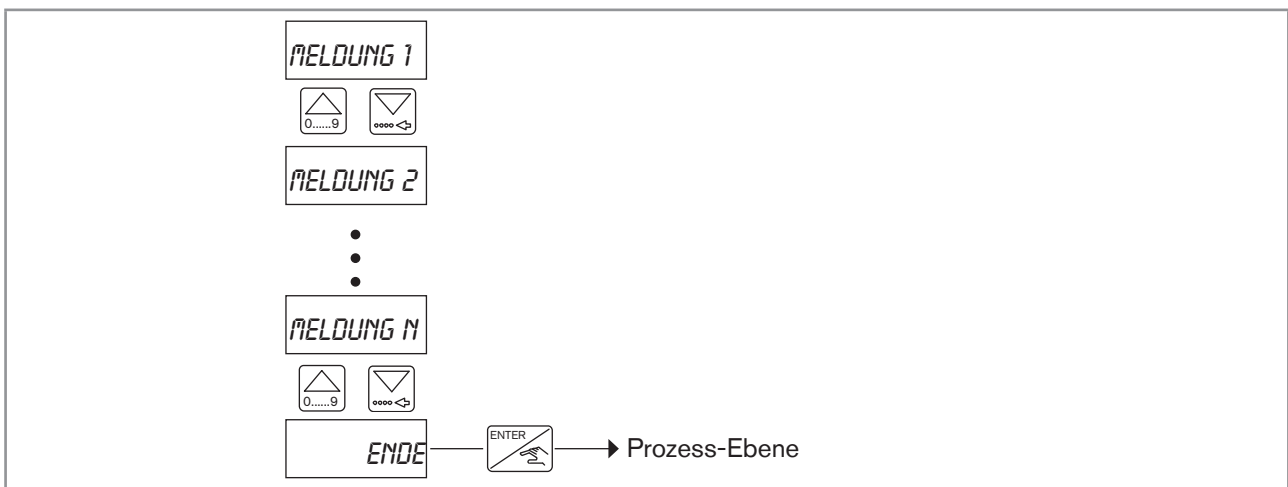 MELDUNG 1
0......9
MELDUNG 2
MELDUNG N
0......9
ENDE
ENTER
Prozess-Ebene